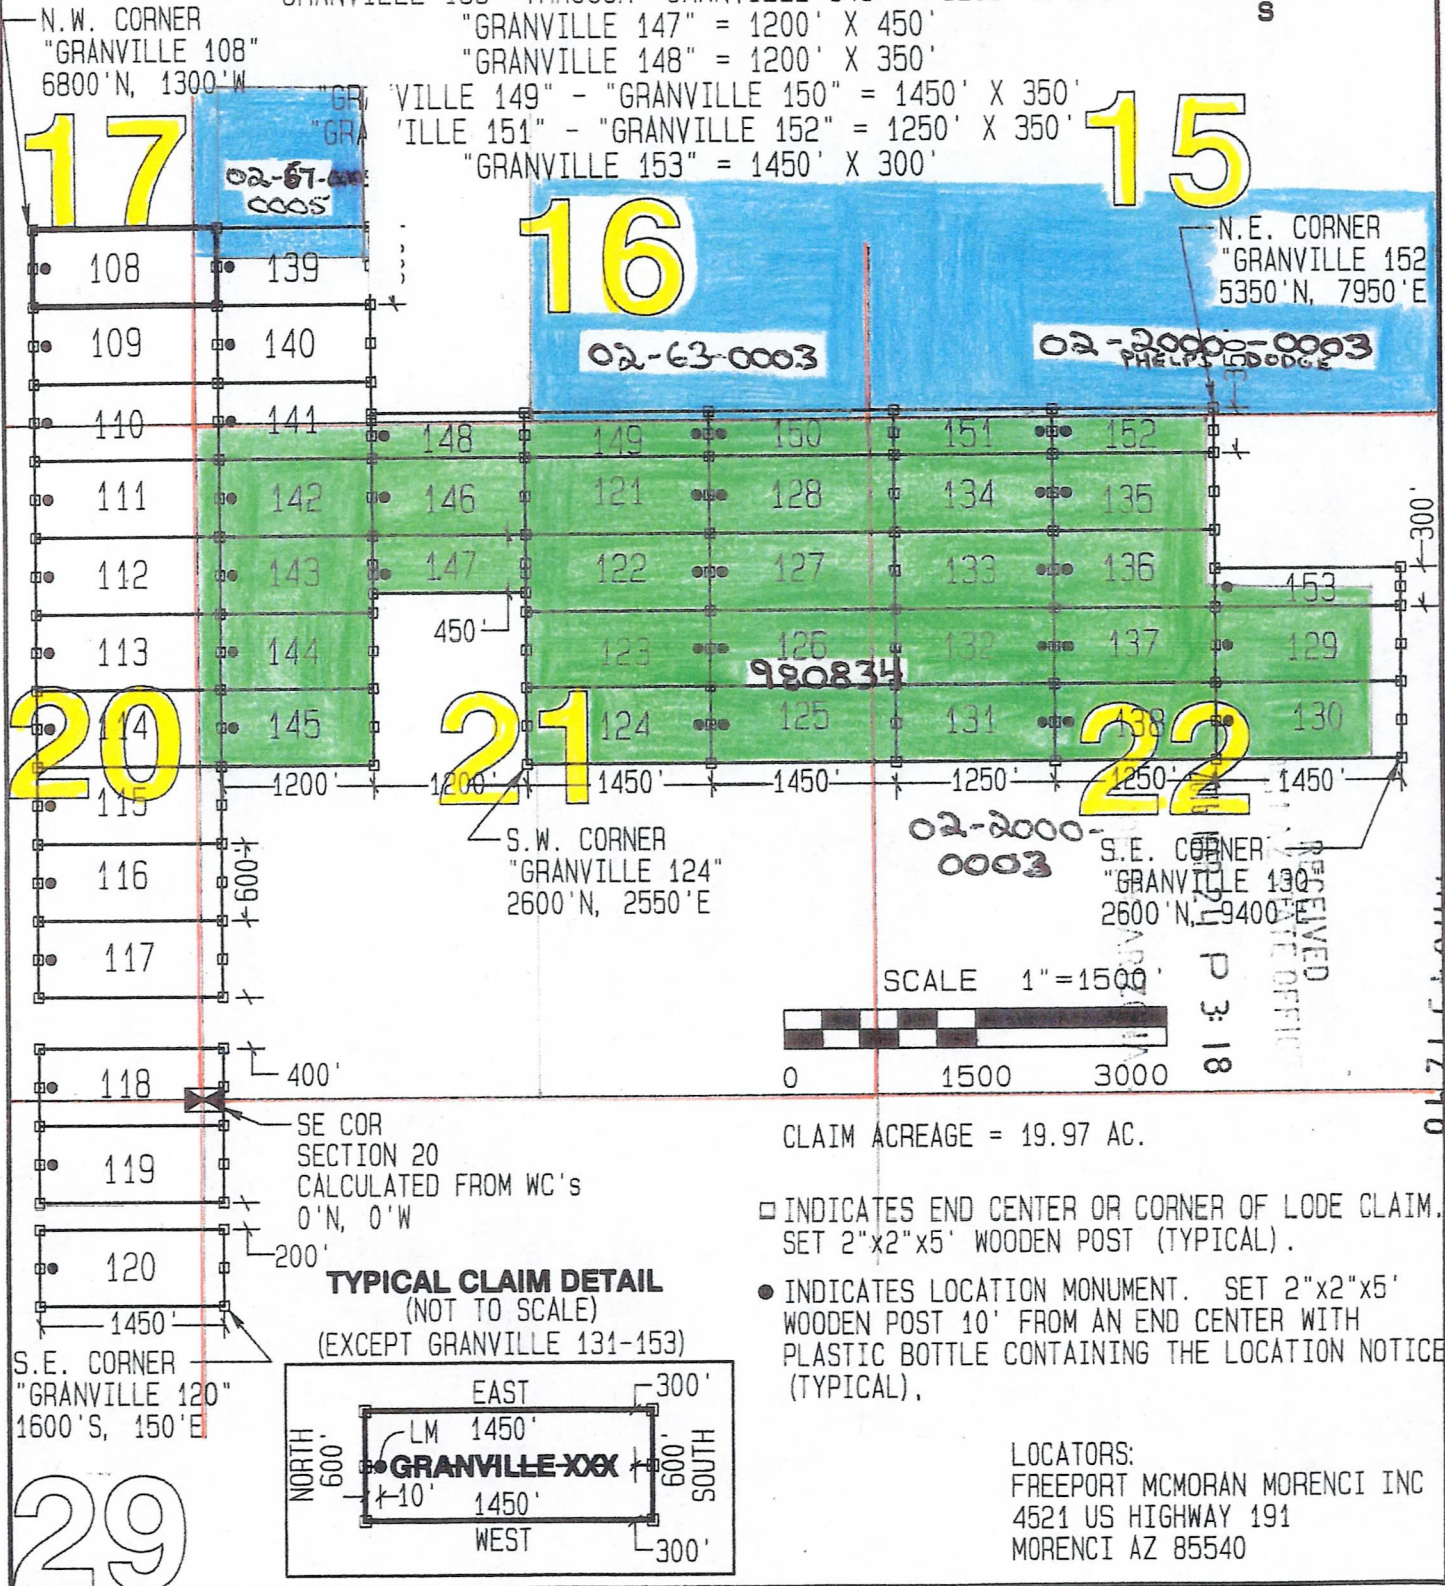 N.W. CORNER
"GRANVILLE 108"
6800'N, 1300'W
"GRANVILLE 147" = 1200' X 450'
"GRANVILLE 148" = 1200' X 350'
"GR VILLE 149" - "GRANVILLE 150" = 1450' X 350'
"GRA 'ILLE 151" - "GRANVILLE 152" = 1250' X 350'
"GRANVILLE 153" = 1450' X 300'
S
17
02-67-
0005
16
15
N.E. CORNER
"GRANVILLE 152
5350'N, 7950'E
02-63-0003
02-2000-0003
PHELPS DODGE
108 139
109 140
110 141 148 149 150 151 152
111 142 146 121 128 134 135
112 143 147 122 127 133 136 153
300'
113 144 450' 123 126 132 137 129
980834
20 114 145 21 124 125 131 138 22 130
1200' 1200' 1450' 1450' 1250' 1250' 1450'
115
S.W. CORNER
"GRANVILLE 124"
2600'N, 2550'E
02-2000-
0003
S.E. CORNER
"GRANVILLE 130"
2600'N, 9400'E
116
600'
117
RECEIVED
P 3:18
SCALE 1"=1500'
0 1500 3000
118
400'
SE COR
SECTION 20
CALCULATED FROM WC's
0'N, 0'W
119
120
200'
1450'
S.E. CORNER
"GRANVILLE 120"
1600'S, 150'E
29
CLAIM ACREAGE = 19.97 AC.
INDICATES END CENTER OR CORNER OF LODE CLAIM.
SET 2"x2"x5' WOODEN POST (TYPICAL).
INDICATES LOCATION MONUMENT. SET 2"x2"x5'
WOODEN POST 10' FROM AN END CENTER WITH
PLASTIC BOTTLE CONTAINING THE LOCATION NOTICE
(TYPICAL).
TYPICAL CLAIM DETAIL
(NOT TO SCALE)
(EXCEPT GRANVILLE 131-153)
EAST
300'
LM 1450'
NORTH
600'
GRANVILLE-XXX
600'
SOUTH
10'
1450'
WEST
300'
LOCATORS:
FREEPORT MCMORAN MORENCI INC
4521 US HIGHWAY 191
MORENCI AZ 85540